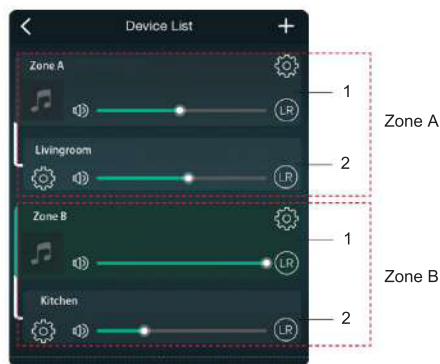 Device List
Zone A
LR
1
Zone A
Livingroom
LR
2
Zone B
LR
1
Zone B
Kitchen
LR
2